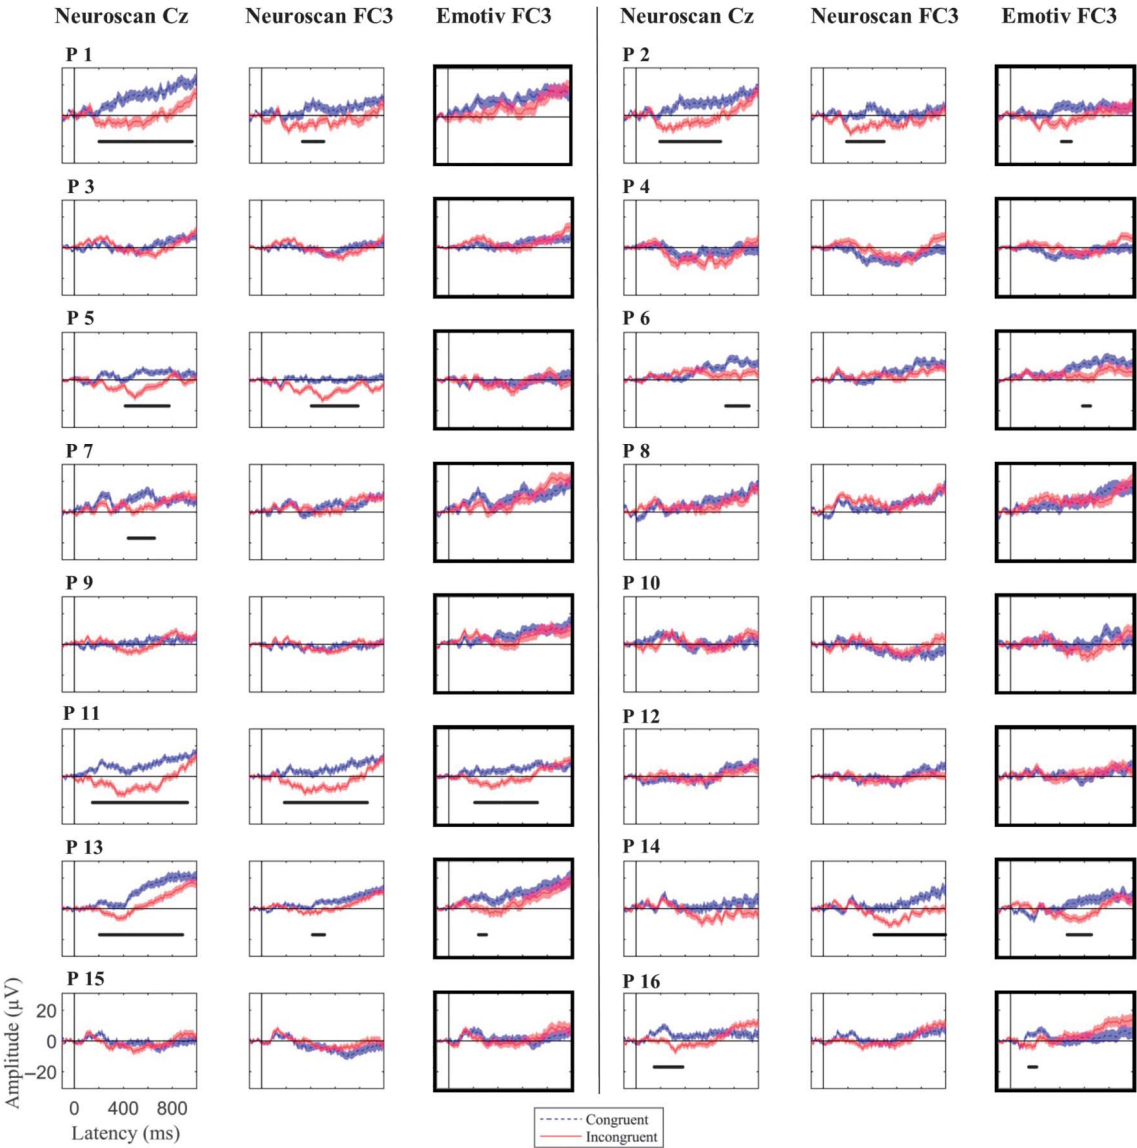 Neuroscan Cz Neuroscan FC3 Emotiv FC3 Neuroscan Cz Neuroscan FC3 Emotiv FC3
P 1 P 2
P 3 P 4
P 5 P 6
P 7 P 8
P 9 P 10
P 11 P 12
P 13 P 14
P 15 P 16
Amplitude (µV)
20
0
−20
0 400 800
Latency (ms)
Congruent
Incongruent